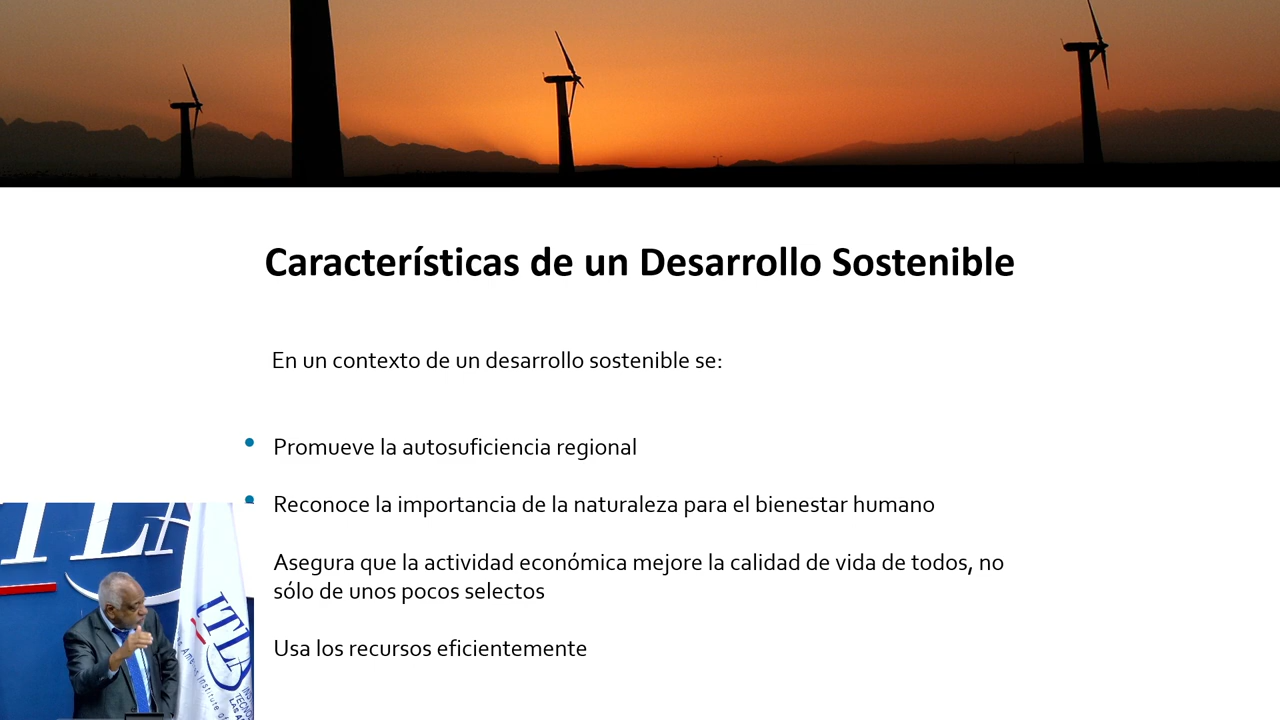 Características de un Desarrollo Sostenible
En un contexto de un desarrollo sostenible se:
Promueve la autosuficiencia regional
Reconoce la importancia de la naturaleza para el bienestar humano
Asegura que la actividad económica mejore la calidad de vida de todos, no
sólo de unos pocos selectos
Usa los recursos eficientemente
ITLA
ITLA